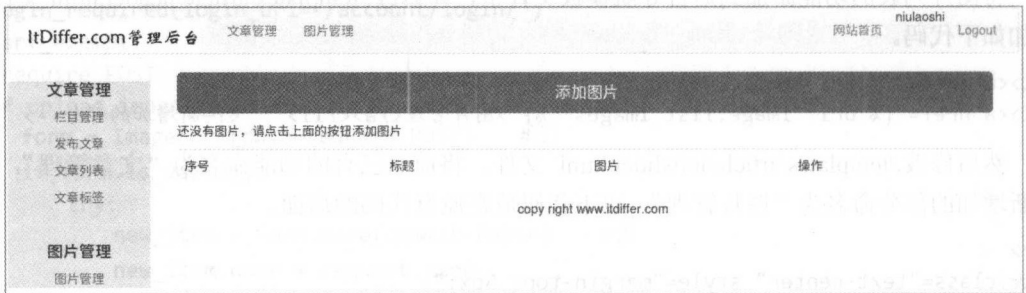 niulaoshi
ItDiffer.com管理后台 文章管理 图片管理 网站首页 Logout
文章管理
栏目管理
发布文章
文章列表
文章标签
图片管理
图片管理
添加图片
还没有图片，请点击上面的按钮添加图片
序号 标题 图片 操作
copy right www.itdiffer.com